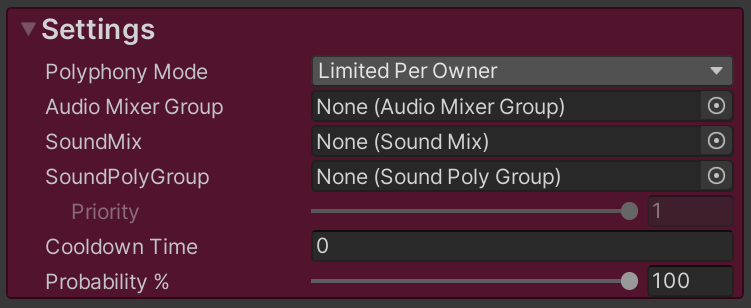 Settings
Polyphony Mode Limited Per Owner
Audio Mixer Group None (Audio Mixer Group)
SoundMix None (Sound Mix)
SoundPolyGroup None (Sound Poly Group)
Priority 1
Cooldown Time 0
Probability % 100